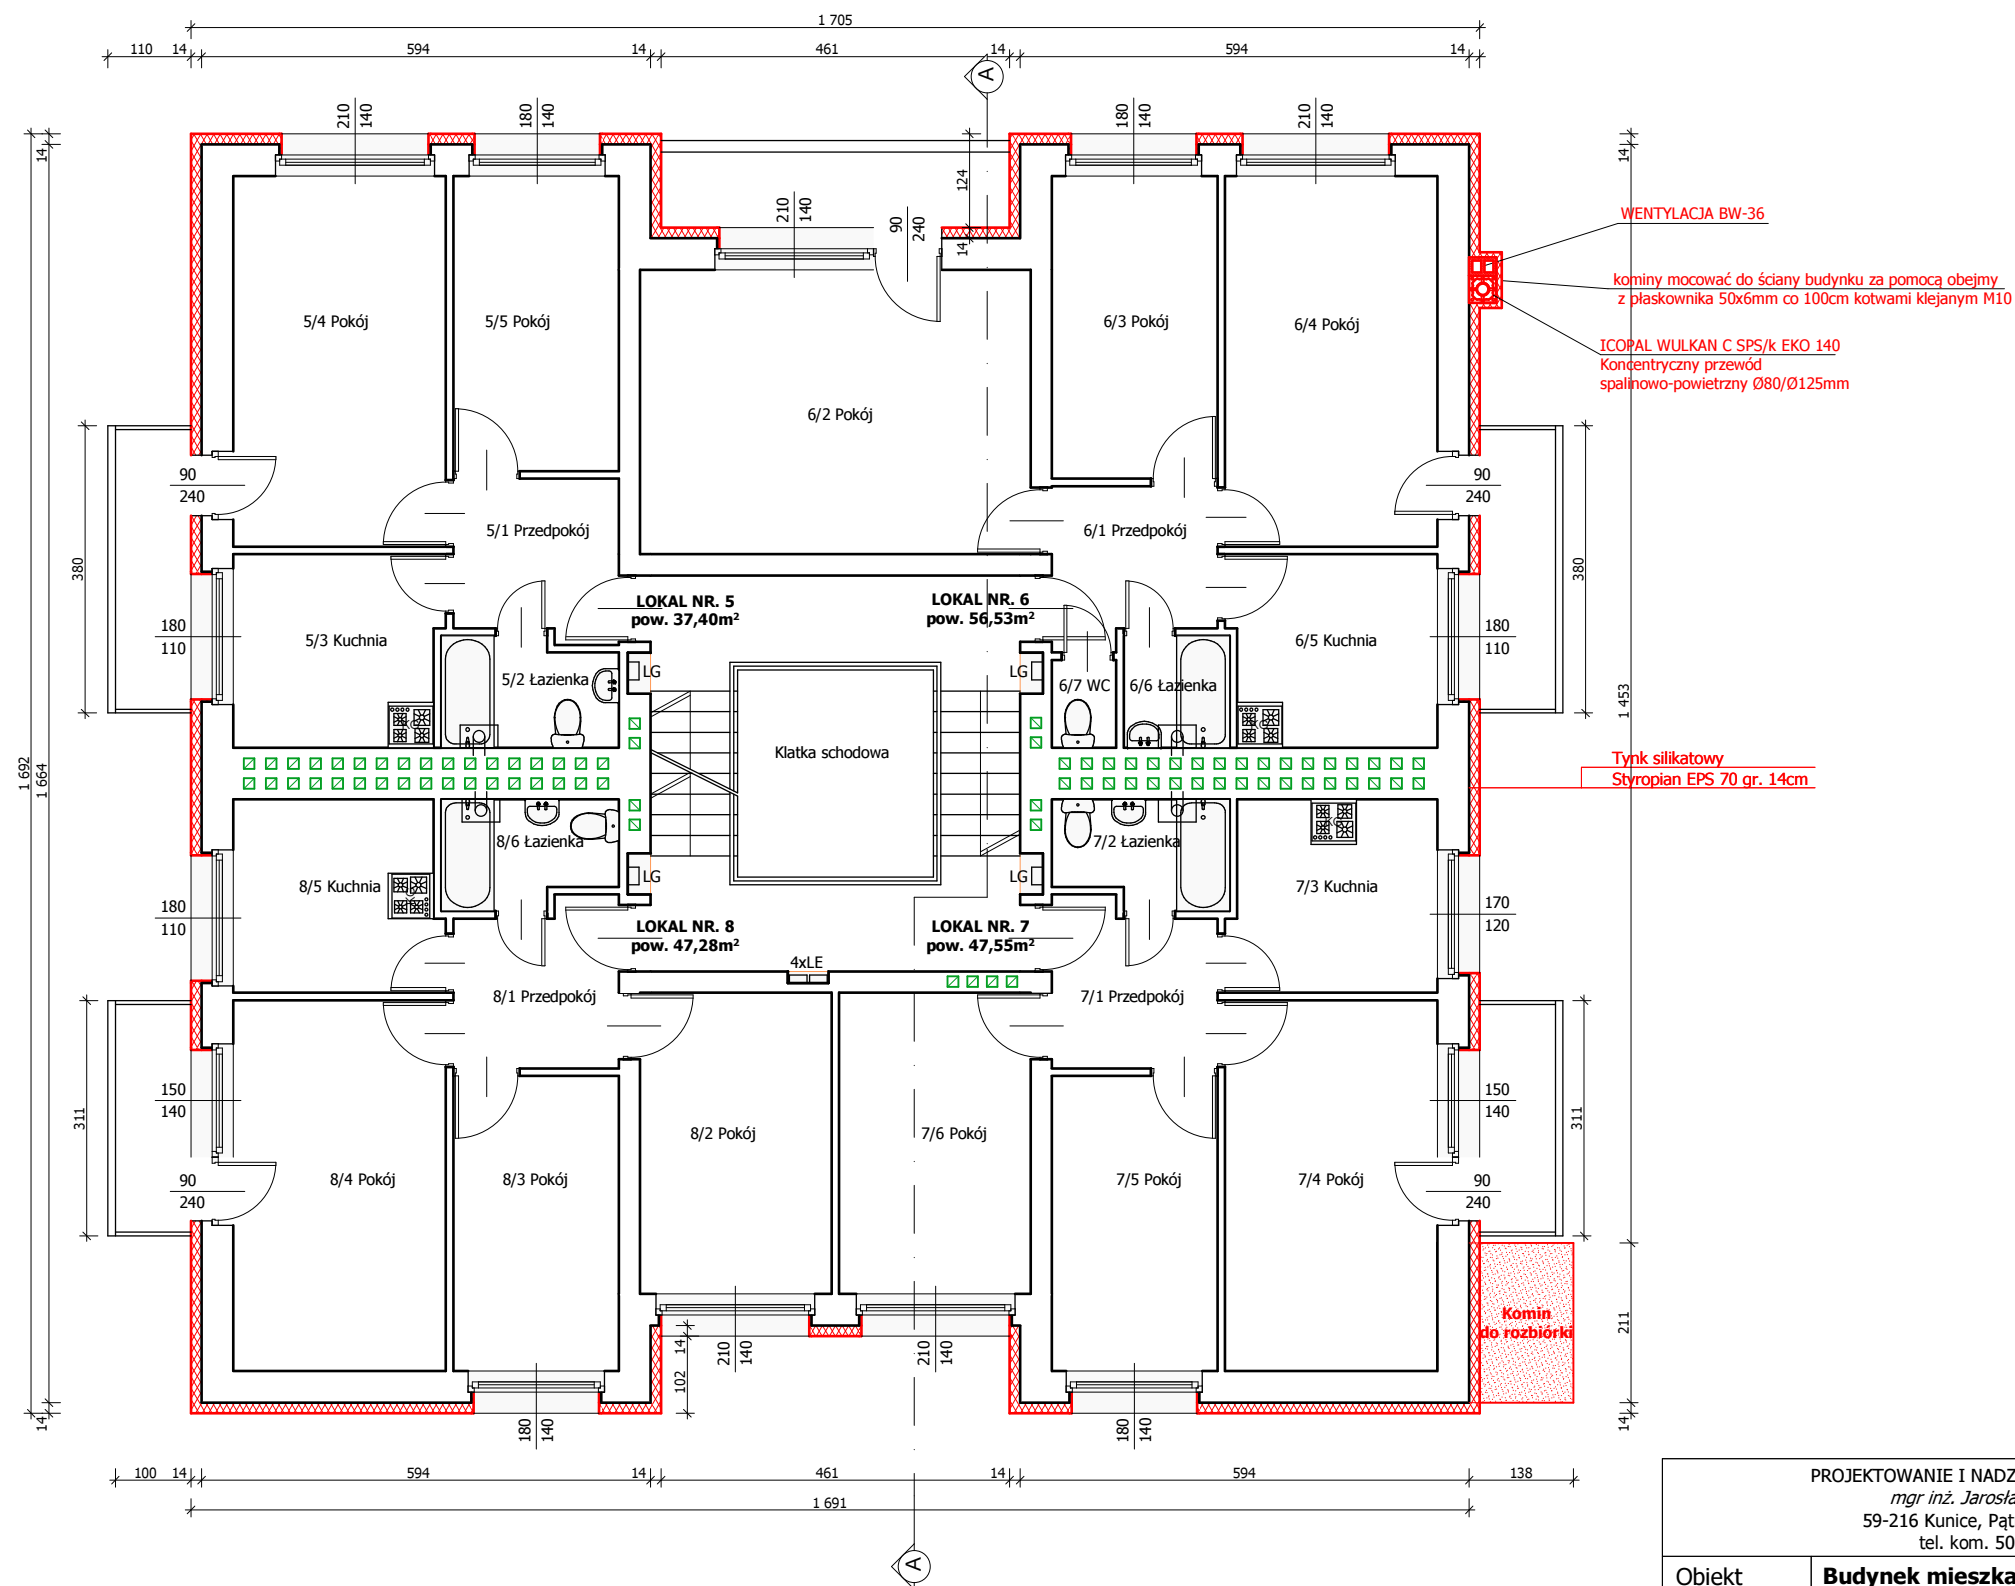 1 705
110 14 594 14 461 14 594 14
A
210
140
180
140
180
140
210
140
14
14
124
210
140
90
240
14
WENTYLACJA BW-36
kominy mocować do ściany budynku za pomocą obejmy
z płaskownika 50x6mm co 100cm kotwami klejanym M10
5/4 Pokój
5/5 Pokój
6/3 Pokój
6/4 Pokój
ICOPAL WULKAN C SPS/k EKO 140
Koncentryczny przewód
spalinowo-powietrzny Ø80/Ø125mm
6/2 Pokój
90
240
90
240
5/1 Przedpokój
6/1 Przedpokój
380
380
LOKAL NR. 5
pow. 37,40m²
LOKAL NR. 6
pow. 56,53m²
180
110
5/3 Kuchnia
6/5 Kuchnia
180
110
5/2 Łazienka
LG
LG
6/7 WC
6/6 Łazienka
1 453
KG
KG
Klatka schodowa
1 692
1 664
Tynk silikatowy
Styropian EPS 70 gr. 14cm
KG
8/6 Łazienka
7/2 Łazienka
8/5 Kuchnia
KG
LG
LG
7/3 Kuchnia
180
110
170
120
LOKAL NR. 8
pow. 47,28m²
LOKAL NR. 7
pow. 47,55m²
4xLE
8/1 Przedpokój
7/1 Przedpokój
150
140
150
140
311
311
8/2 Pokój
7/6 Pokój
8/4 Pokój
8/3 Pokój
7/5 Pokój
7/4 Pokój
90
240
90
240
Komin
do rozbiórki
211
14
102
210
140
210
140
14
14
180
140
180
140
100 14 594 14 461 14 594 138
1 691
A
PROJEKTOWANIE I NADZ
mgr inż. Jarosła
59-216 Kunice, Pąt
tel. kom. 50
Obiekt
Budynek mieszka